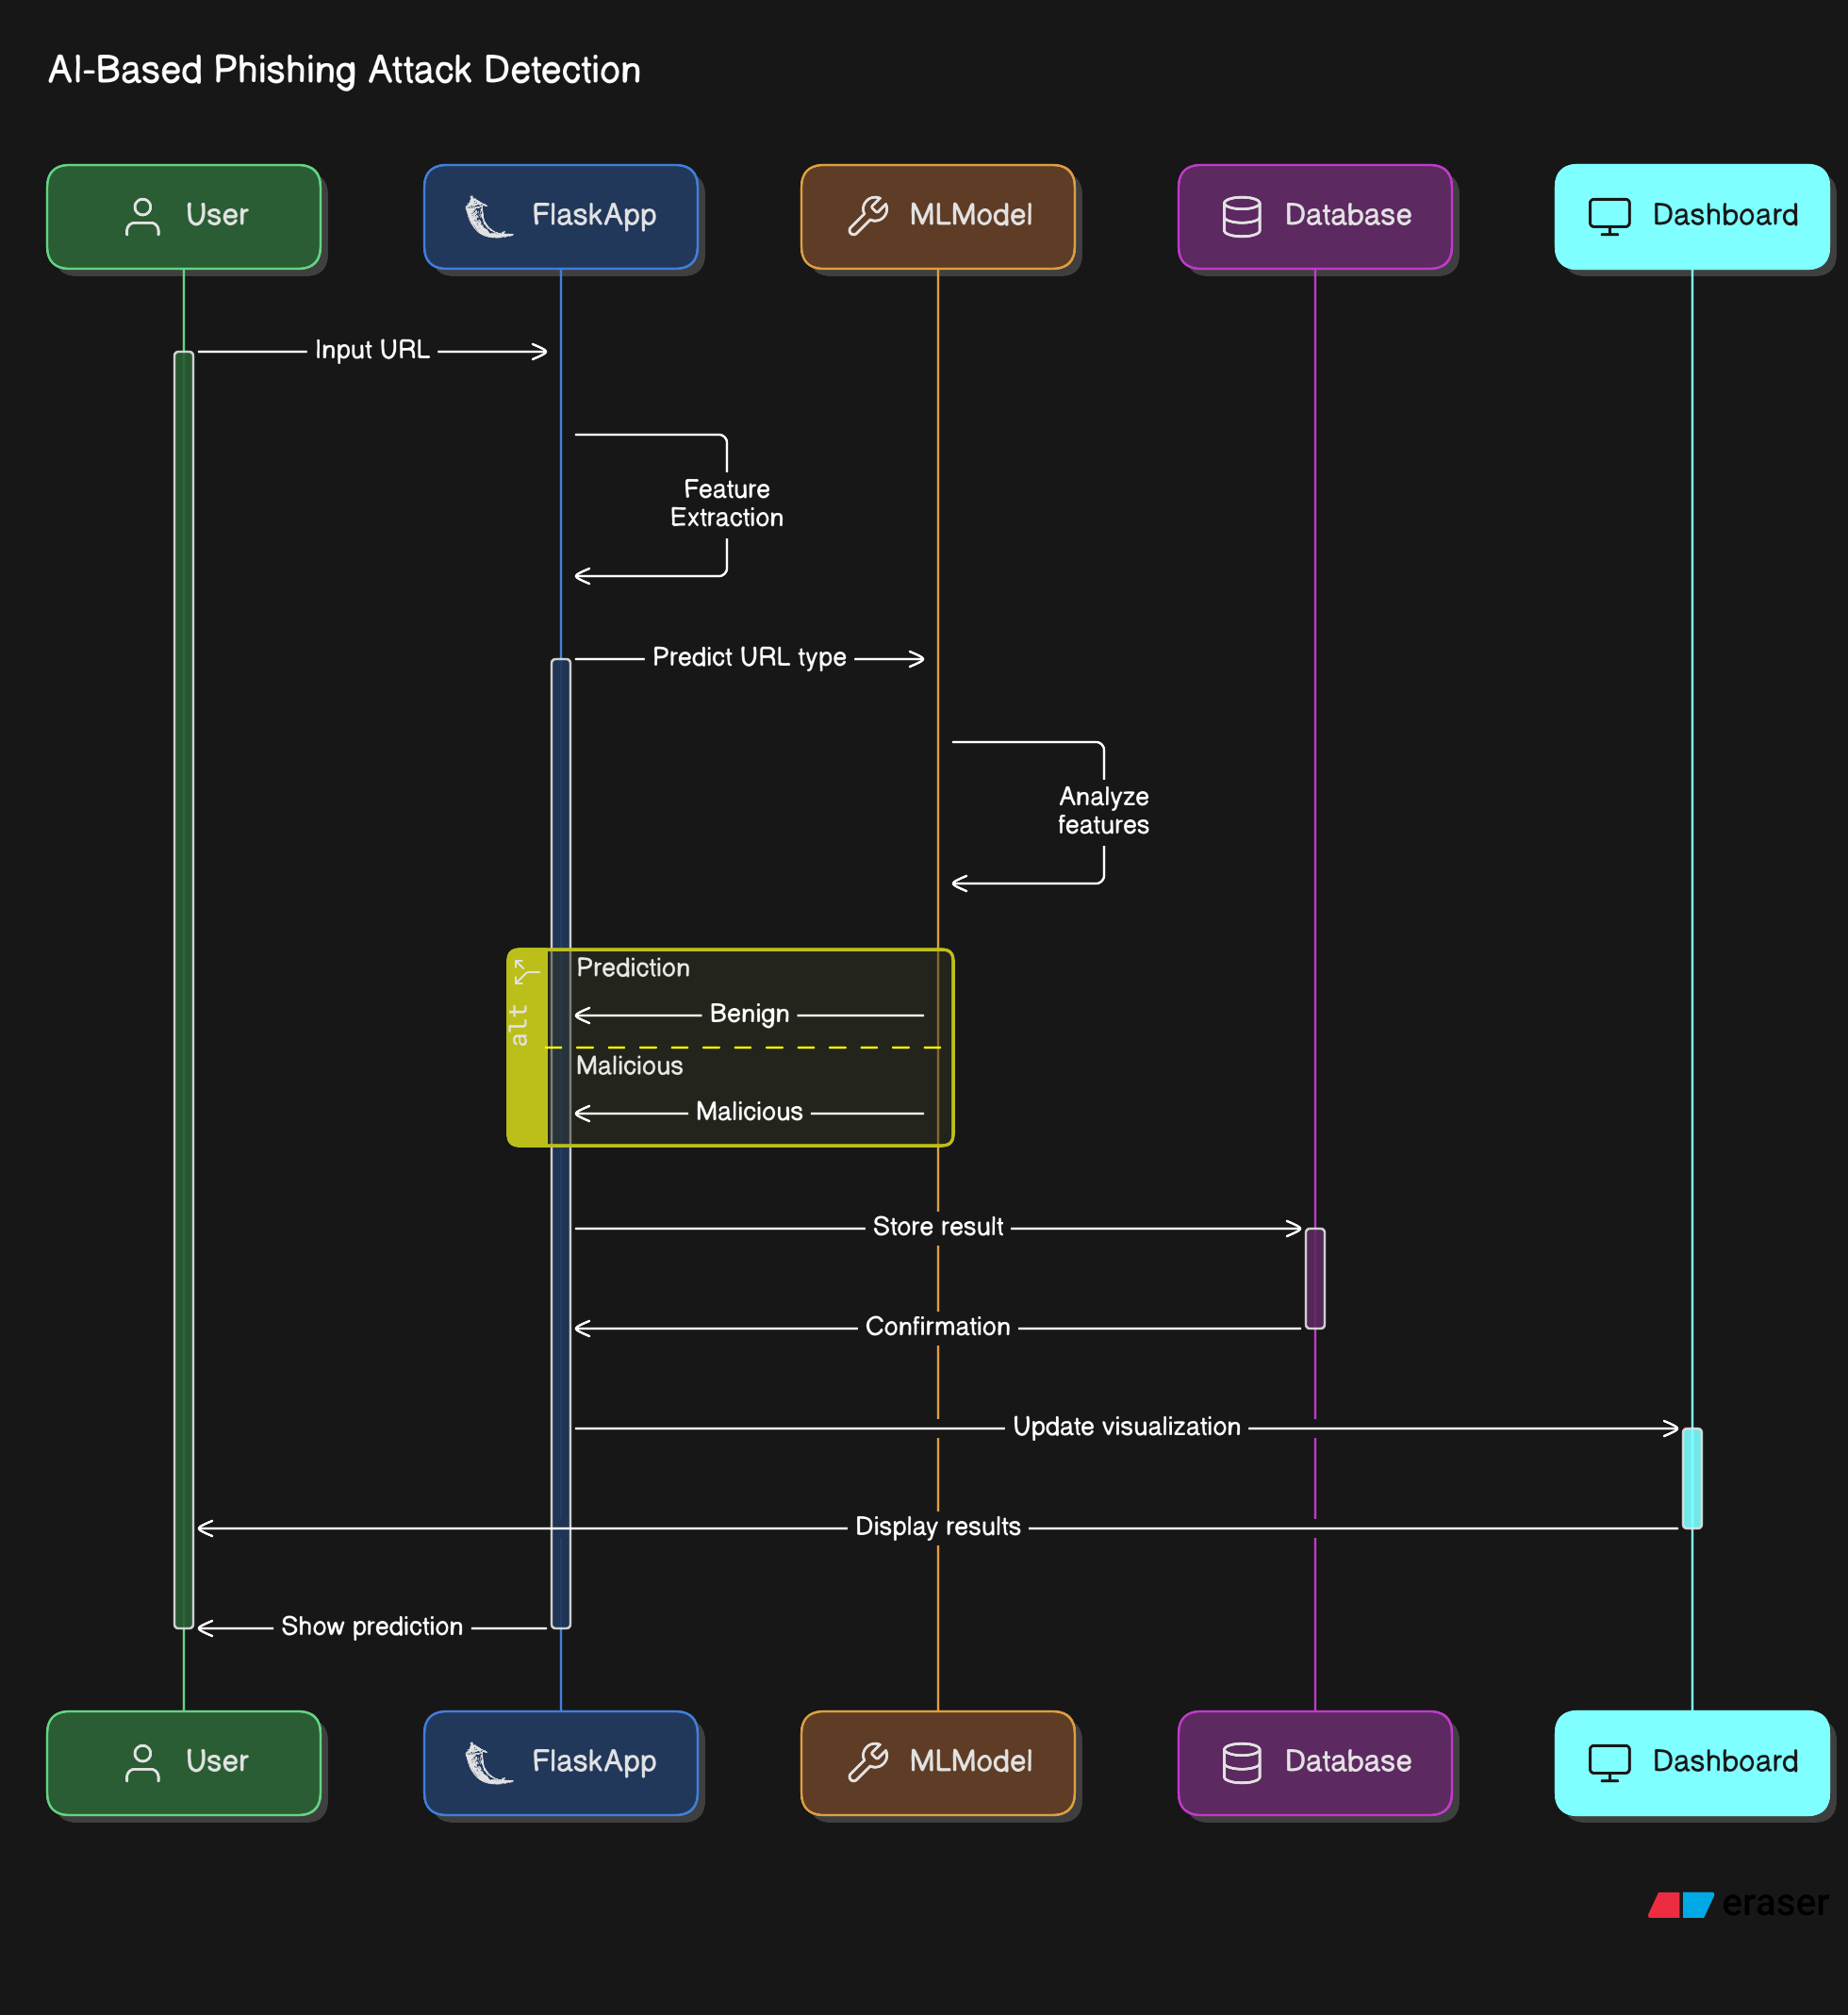 AI-Based Phishing Attack Detection
User
FlaskApp
MLModel
Database
Dashboard
Input URL
Feature
Extraction
Predict URL type
Analyze
features
alt
Prediction
Benign
Malicious
Malicious
Store result
Confirmation
Update visualization
Display results
Show prediction
User
FlaskApp
MLModel
Database
Dashboard
eraser